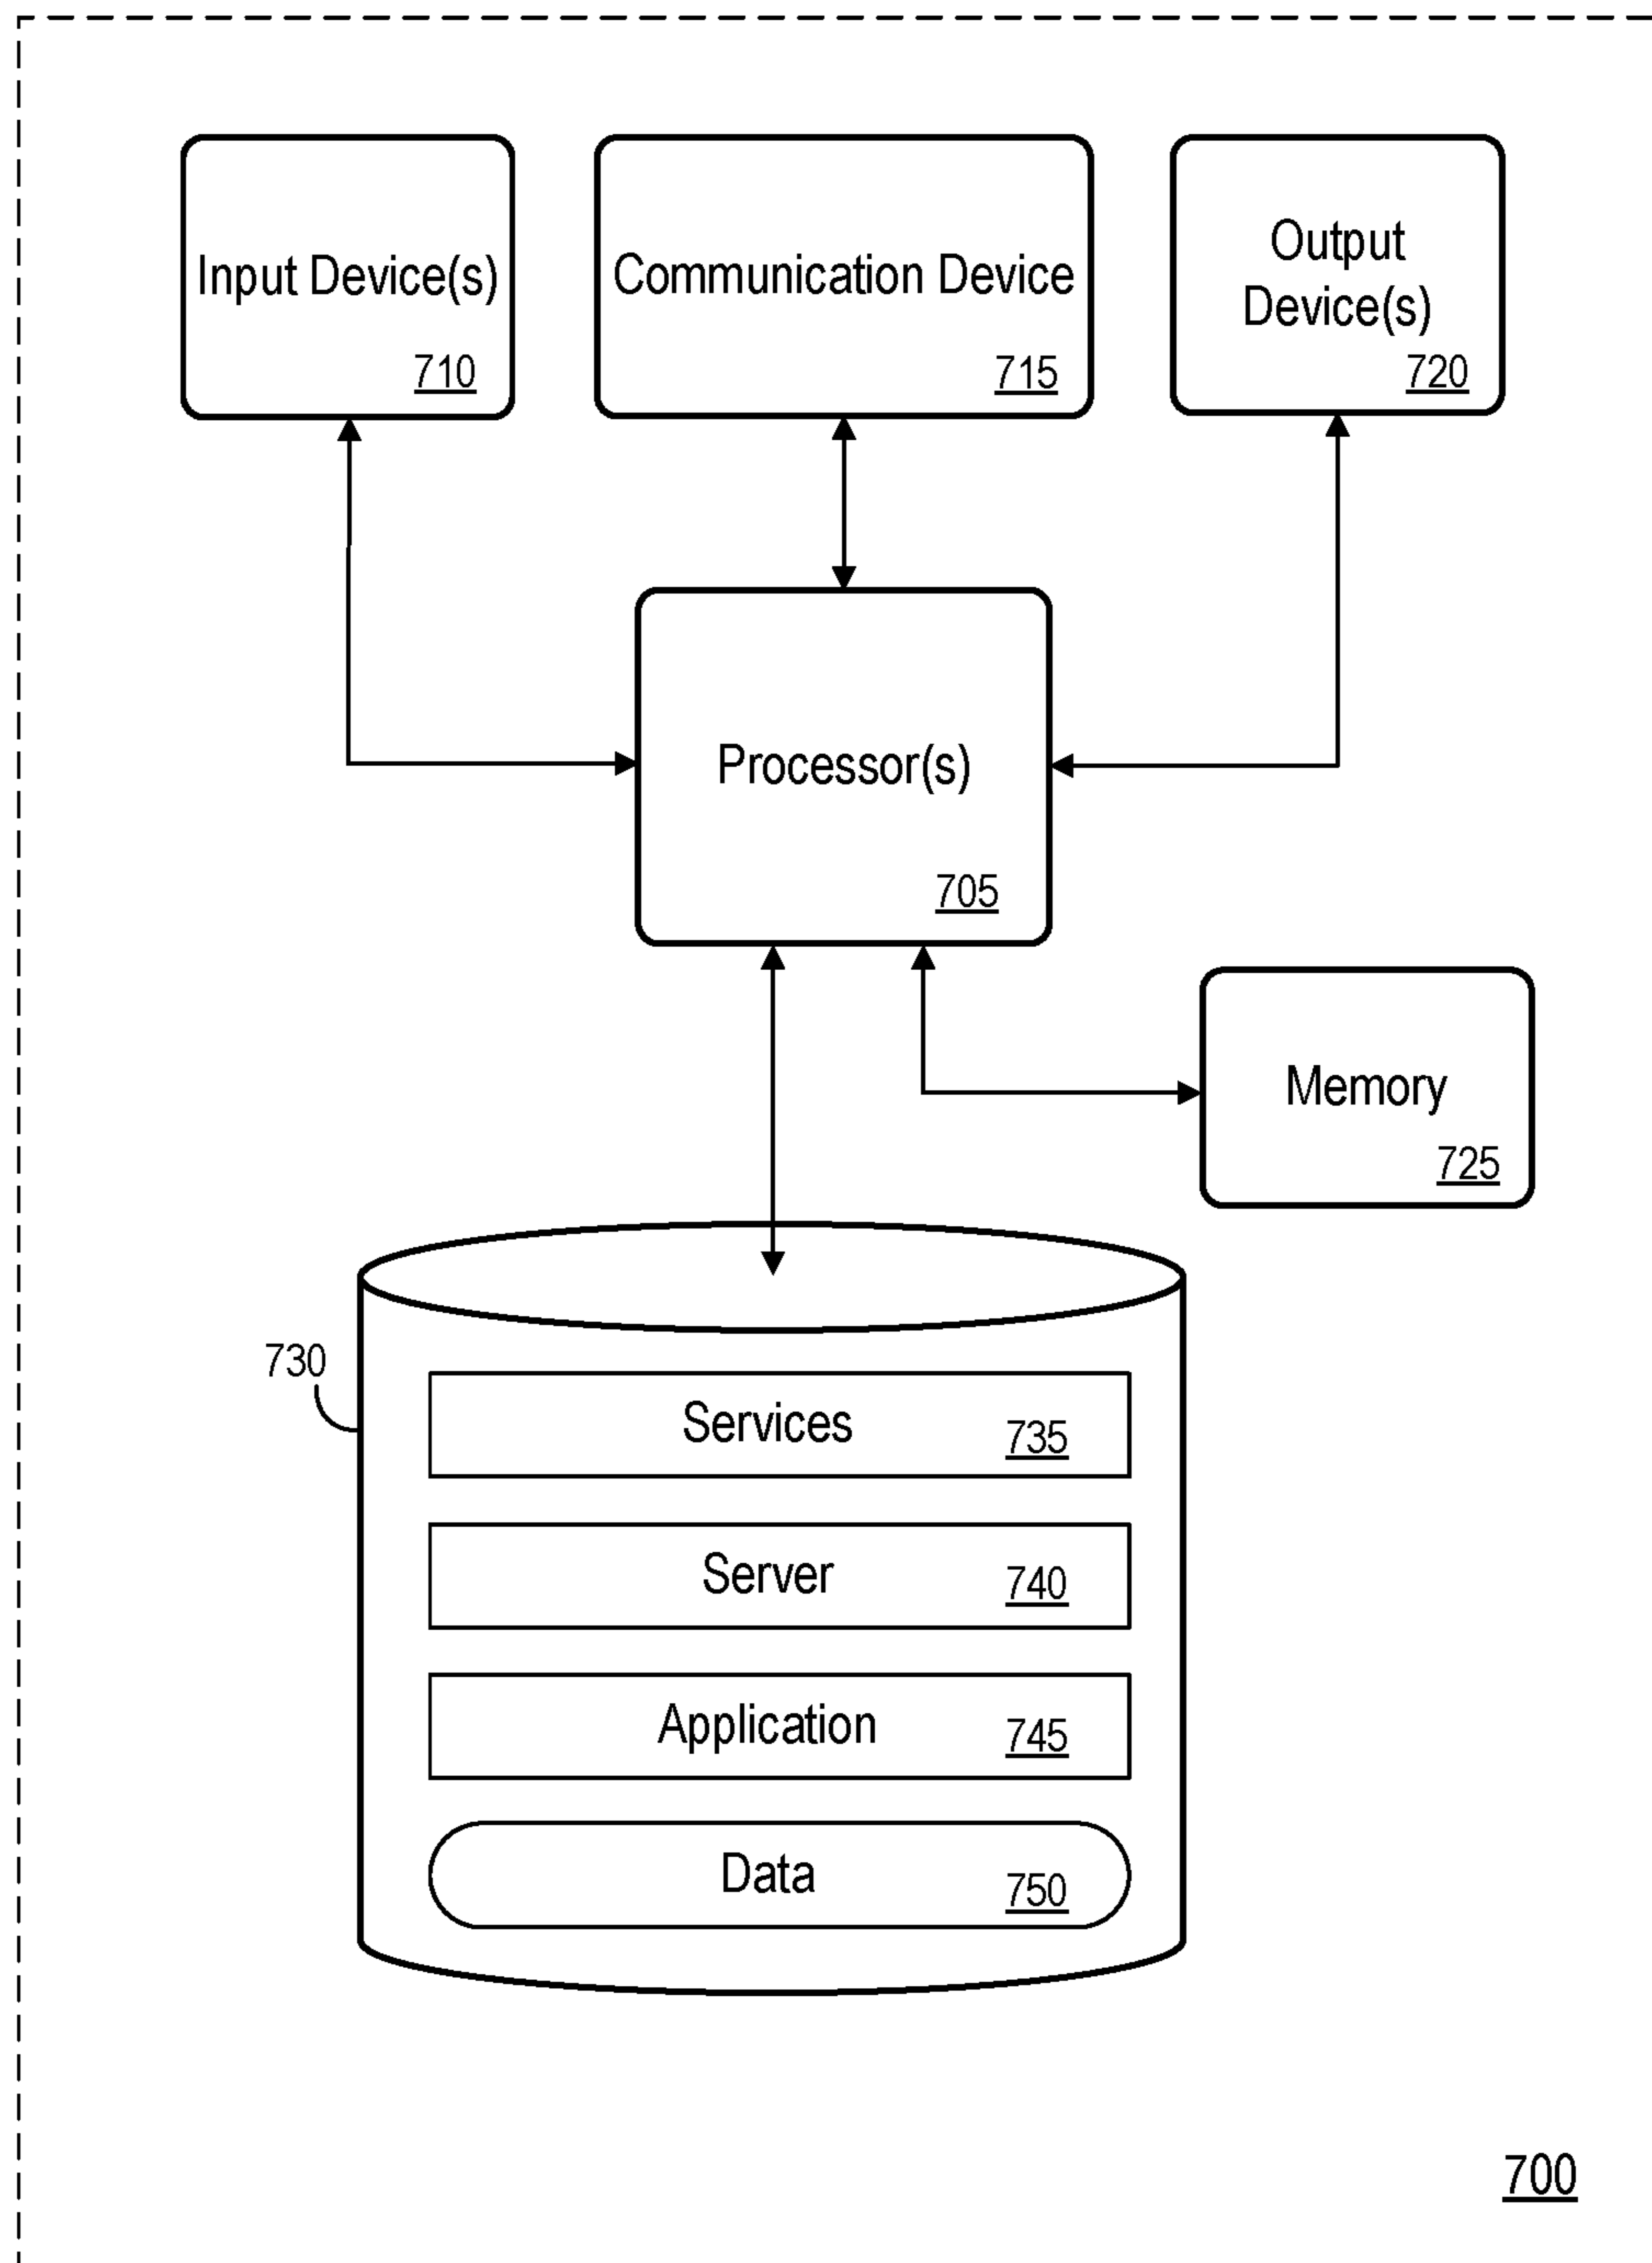 Input Device(s)
710
Communication Device
715
Output
Device(s)
720
Processor(s)
705
Memory
725
730
Services 735
Server 740
Application 745
Data 750
700